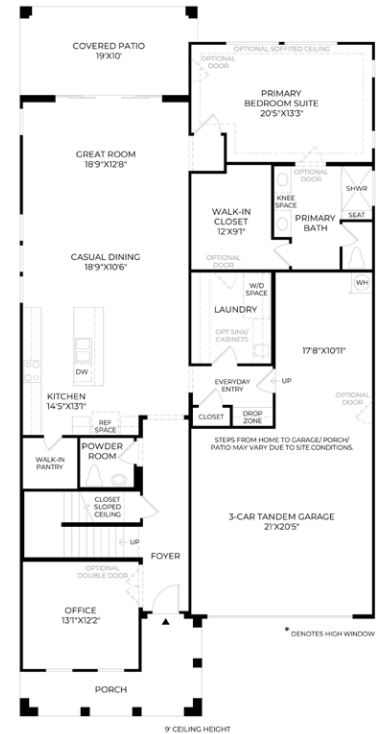 COVERED PATIO
19'X10'
OPTIONAL SOFFITED CEILING
OPTIONAL
DOOR
PRIMARY
BEDROOM SUITE
20'5"X13'3"
GREAT ROOM
18'9"X12'8"
OPTIONAL
DOOR
SHWR
SEAT
KNEE
SPACE
PRIMARY
BATH
WALK-IN
CLOSET
12'X9'1"
OPTIONAL
DOOR
CASUAL DINING
18'9"X10'6"
W/D
SPACE
WH
LAUNDRY
OPT SINK/
CABINETS
17'8"X10'11"
DW
KITCHEN
14'5"X13'1"
REF
SPACE
EVERYDAY
ENTRY
UP
OPTIONAL
DOOR
CLOSET
DROP
ZONE
WALK-IN
PANTRY
POWDER
ROOM
STEPS FROM HOME TO GARAGE/PORCH/
PATIO MAY VARY DUE TO SITE CONDITIONS.
CLOSET
SLOPED
CEILING
UP
FOYER
3-CAR TANDEM GARAGE
21'X20'5"
OPTIONAL
DOUBLE DOOR
OFFICE
13'1"X12'2"
* DENOTES HIGH WINDOW
PORCH
9' CEILING HEIGHT